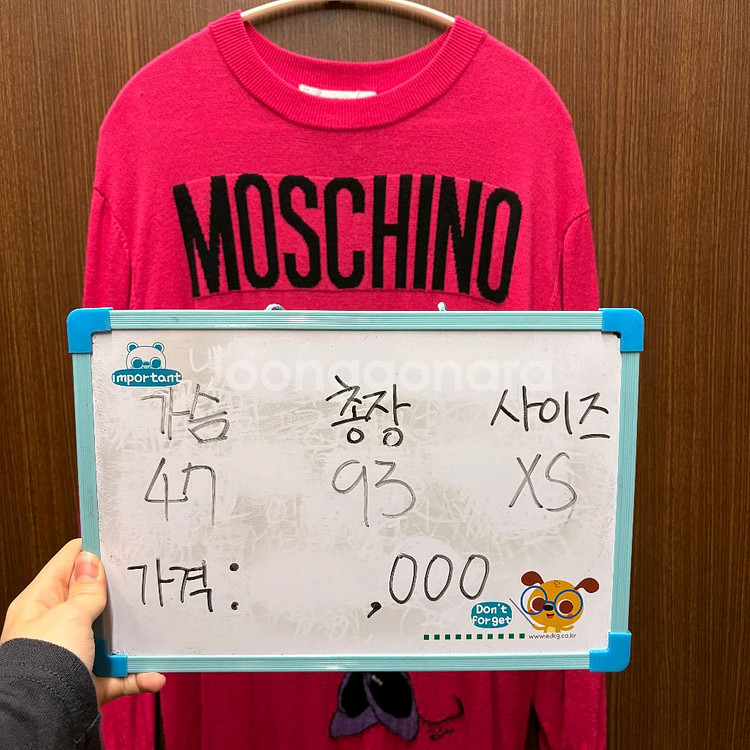 MOSCHINO
important
bongaonara
가슴 총장 사이즈
47 93 XS
가격: ,000
Don't
forget
www.edkg.co.kr